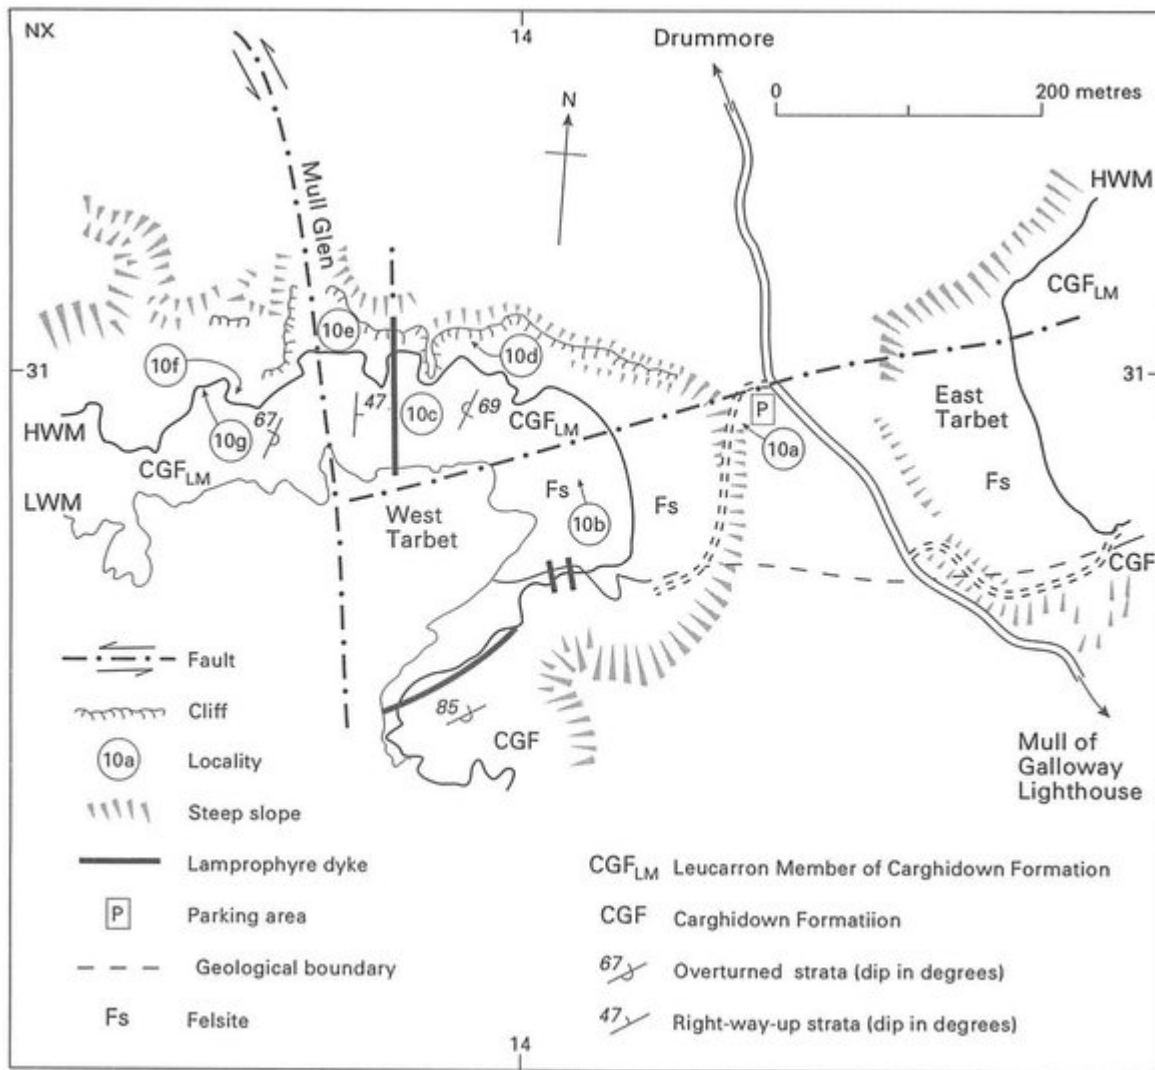 NX
14
Drummore
0
200 metres
N
HWM
Mull Glen
CGFLM
10e
10d
10f
31
31
47
10c
69
CGFLM
P
East
Tarbet
HWM
67
10g
10a
CGFLM
Fs
Fs
Fs
LWM
West
Tarbet
10b
CGF
Fault
85
Cliff
CGF
10a
Locality
Mull of
Galloway
Lighthouse
Steep slope
Lamprophyre dyke
CGFLM Leucarron Member of Carghidown Formation
P
Parking area
CGF Carghidown Formatiion
Geological boundary
67 Overturned strata (dip in degrees)
Fs
Felsite
47 Right-way-up strata (dip in degrees)
14